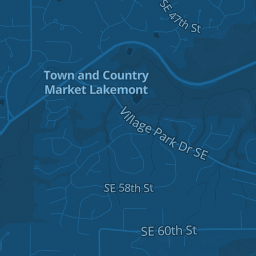 SE 47th St
Town and Country
Market Lakemont
Village Park Dr SE
SE 58th St
SE 60th St